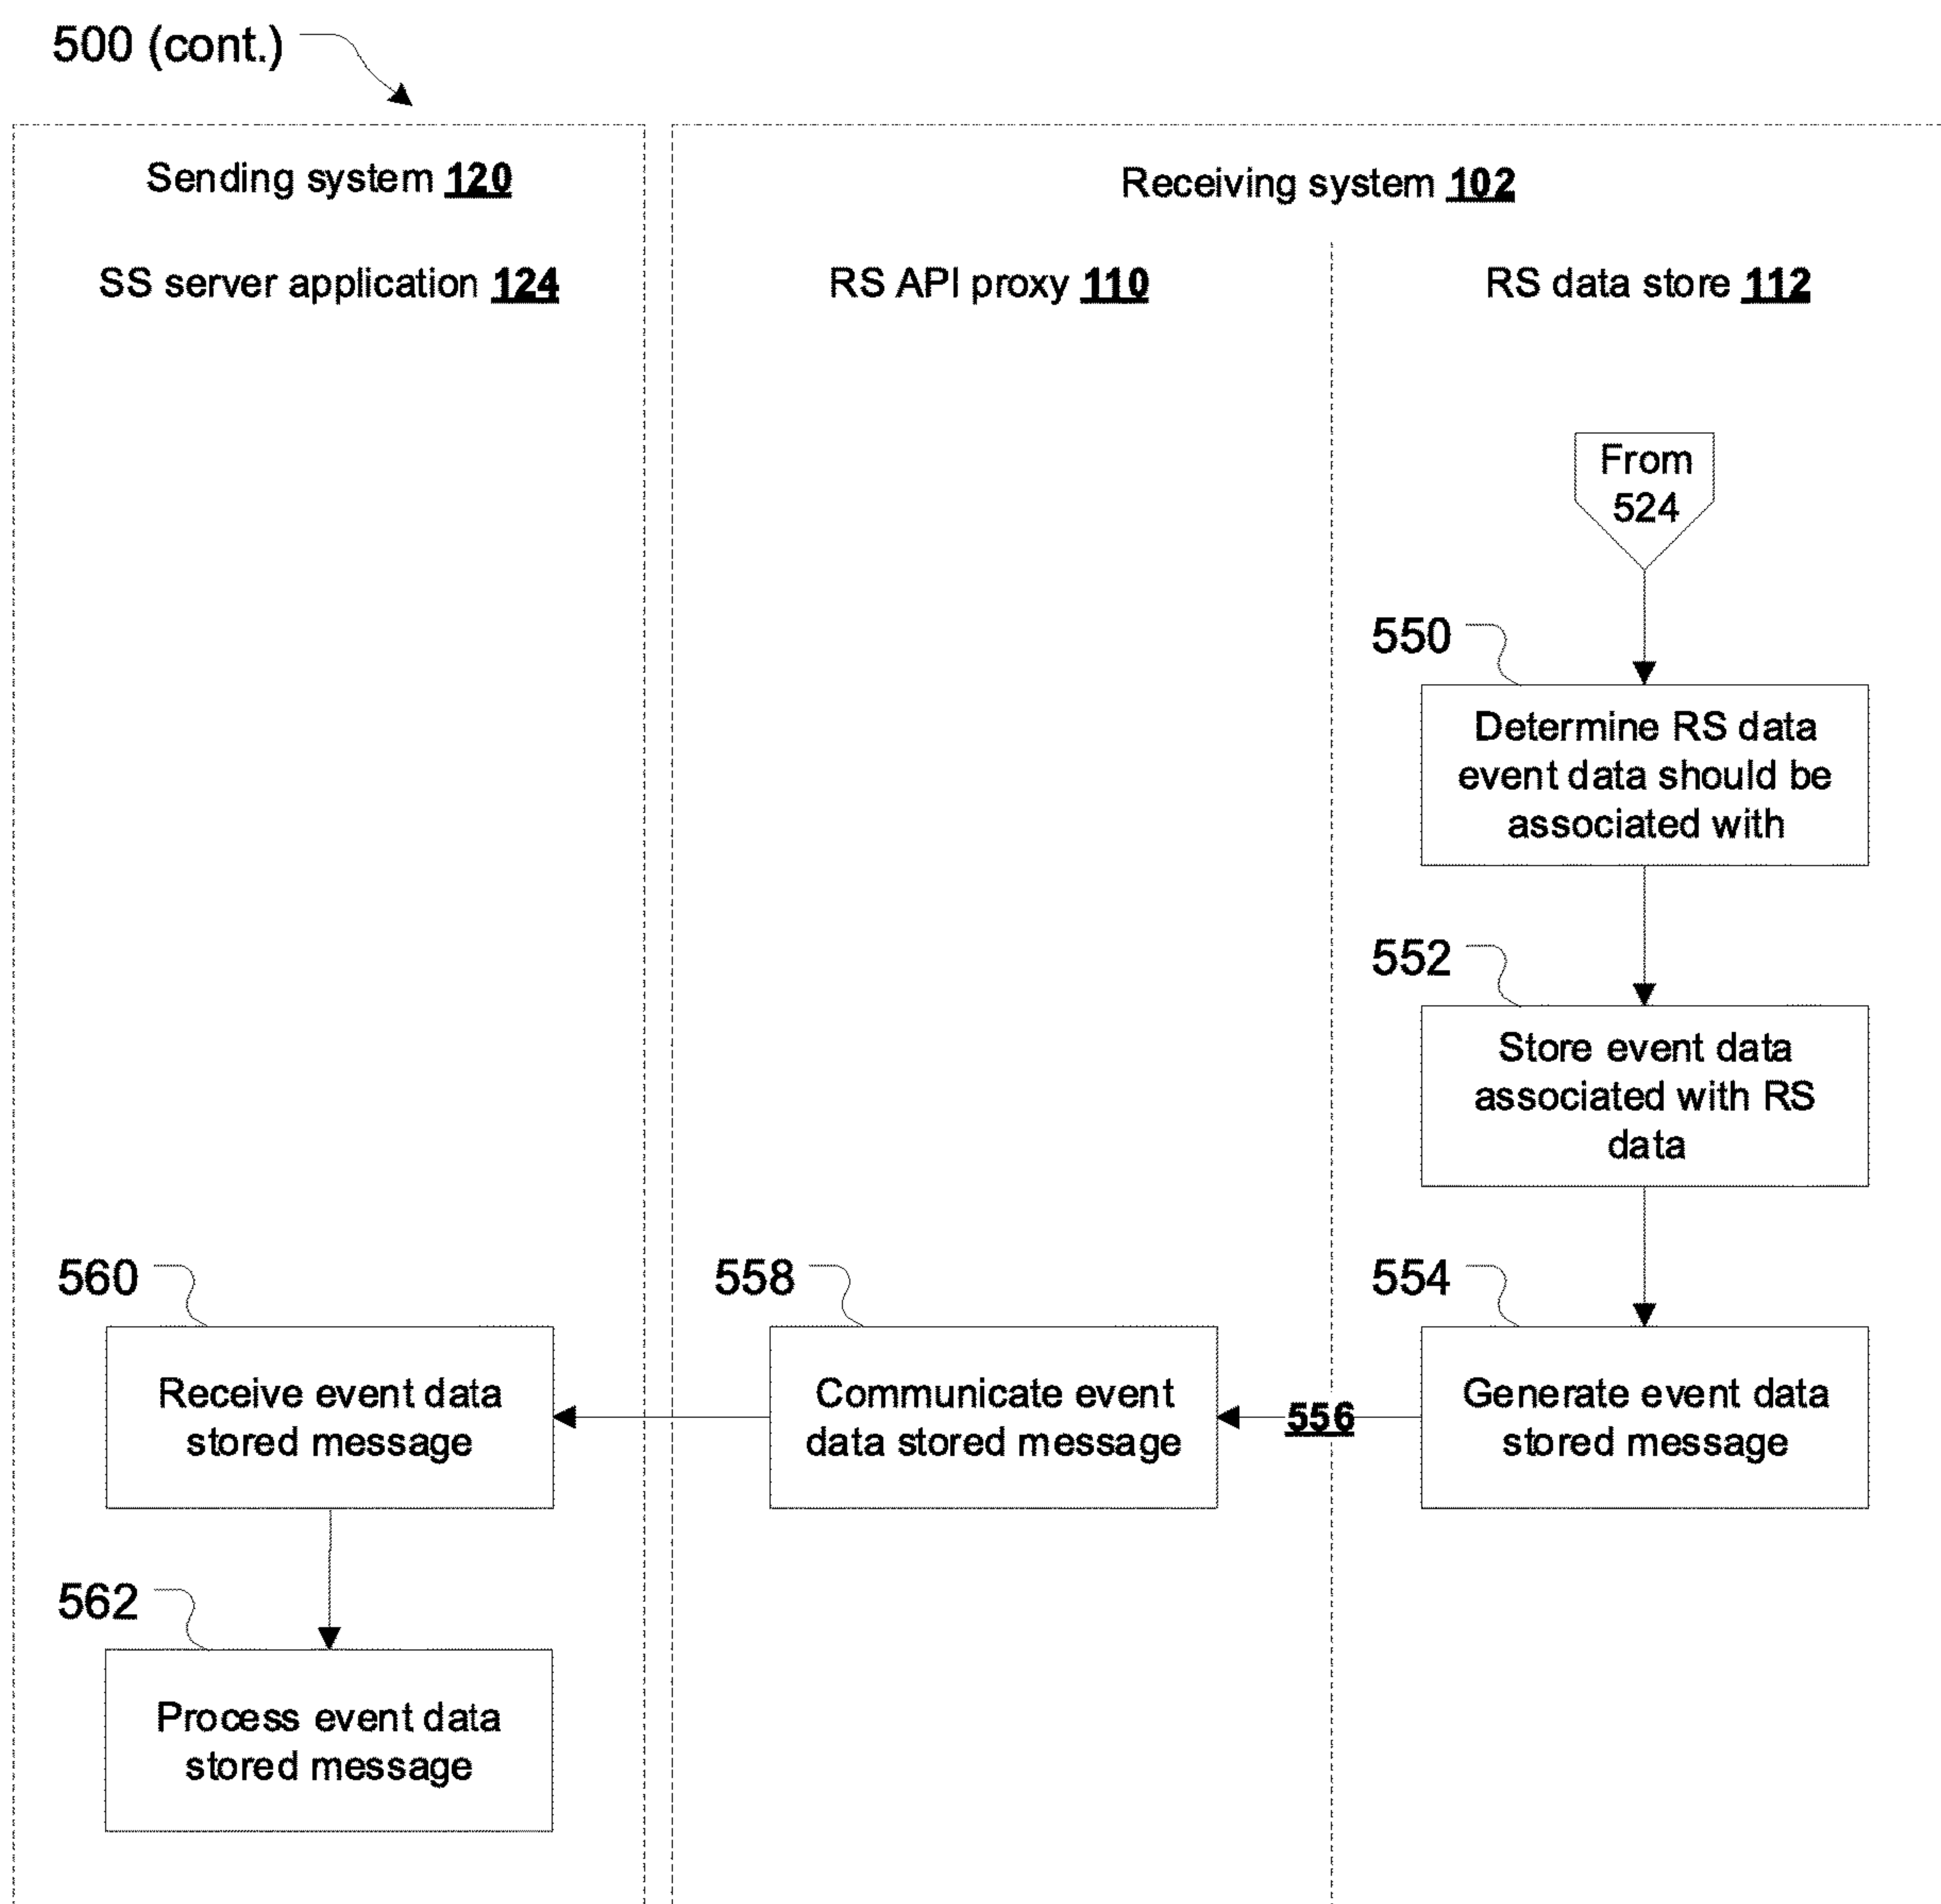 500 (cont.)
Sending system 120
Receiving system 102
SS server application 124
RS API proxy 110
RS data store 112
From
524
550
Determine RS data
event data should be
associated with
552
Store event data
associated with RS
data
560
558
554
Receive event data
stored message
Communicate event
data stored message
556
Generate event data
stored message
562
Process event data
stored message